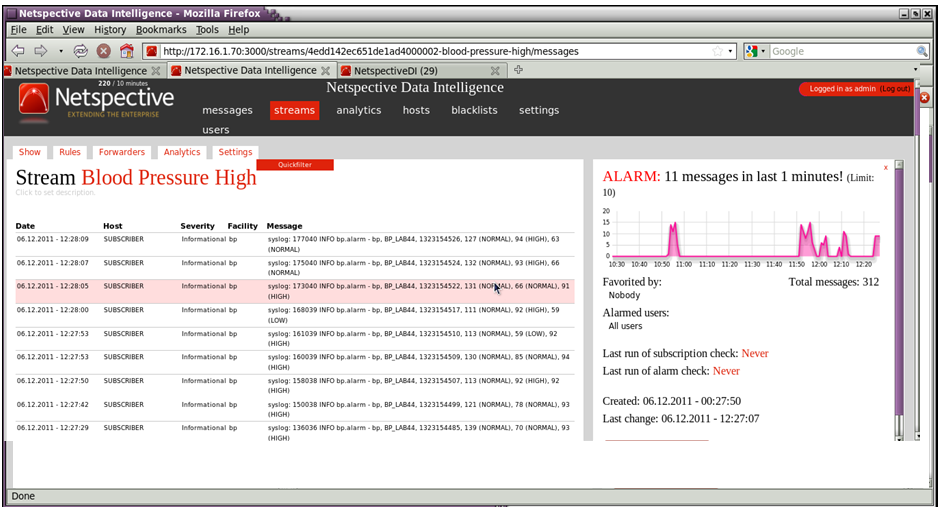 Netspective Data Intelligence - Mozilla Firefox
File Edit View History Bookmarks Tools Help
http://172.16.1.70:3000/streams/4edd142ec651de1ad4000002-blood-pressure-high/messages
Google
Netspective Data Intelligence
Netspective Data Intelligence
NetspectiveDI (29)
220 / 10 minutes
Netspective
EXTENDING THE ENTERPRISE
Netspective Data Intelligence
Logged in as admin (Log out)
messages streams analytics hosts blacklists settings
users
Show Rules Forwarders Analytics Settings
Quickfilter
Stream Blood Pressure High
Click to set description.
Date Host Severity Facility Message
06.12.2011 - 12:28:09 SUBSCRIBER Informational bp syslog: 177040 INFO bp.alarm - bp, BP_LAB44, 1323154526, 127 (NORMAL), 94 (HIGH), 63
(NORMAL)
06.12.2011 - 12:28:07 SUBSCRIBER Informational bp syslog: 175040 INFO bp.alarm - bp, BP_LAB44, 1323154524, 132 (NORMAL), 93 (HIGH), 66
(NORMAL)
06.12.2011 - 12:28:05 SUBSCRIBER Informational bp syslog: 173040 INFO bp.alarm - bp, BP_LAB44, 1323154522, 131 (NORMAL), 66 (NORMAL), 91
(HIGH)
06.12.2011 - 12:28:00 SUBSCRIBER Informational bp syslog: 168039 INFO bp.alarm - bp, BP_LAB44, 1323154517, 111 (NORMAL), 92 (HIGH), 59
(LOW)
06.12.2011 - 12:27:53 SUBSCRIBER Informational bp syslog: 161039 INFO bp.alarm - bp, BP_LAB44, 1323154510, 113 (NORMAL), 59 (LOW), 92
(HIGH)
06.12.2011 - 12:27:53 SUBSCRIBER Informational bp syslog: 160039 INFO bp.alarm - bp, BP_LAB44, 1323154509, 130 (NORMAL), 85 (NORMAL), 94
(HIGH)
06.12.2011 - 12:27:50 SUBSCRIBER Informational bp syslog: 158038 INFO bp.alarm - bp, BP_LAB44, 1323154507, 113 (NORMAL), 92 (HIGH), 92
(HIGH)
06.12.2011 - 12:27:42 SUBSCRIBER Informational bp syslog: 150038 INFO bp.alarm - bp, BP_LAB44, 1323154499, 121 (NORMAL), 78 (NORMAL), 93
(HIGH)
06.12.2011 - 12:27:29 SUBSCRIBER Informational bp syslog: 136036 INFO bp.alarm - bp, BP_LAB44, 1323154485, 139 (NORMAL), 70 (NORMAL), 93
(HIGH)
x
ALARM: 11 messages in last 1 minutes! (Limit:
10)
20
15
10
5
0
10:30 10:40 10:50 11:00 11:10 11:20 11:30 11:40 11:50 12:00 12:10 12:20
Favorited by: Total messages: 312
Nobody
Alarmed users:
All users
Last run of subscription check: Never
Last run of alarm check: Never
Created: 06.12.2011 - 00:27:50
Last change: 06.12.2011 - 12:27:07
Done